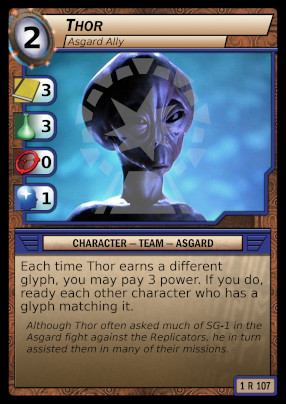 2
Thor
Asgard Ally
3
3
0
1
CHARACTER – TEAM – ASGARD
Each time Thor earns a different
glyph, you may pay 3 power. If you do,
ready each other character who has a
glyph matching it.
Although Thor often asked much of SG-1 in the
Asgard fight against the Replicators, he in turn
assisted them in many of their missions.
1 R 107